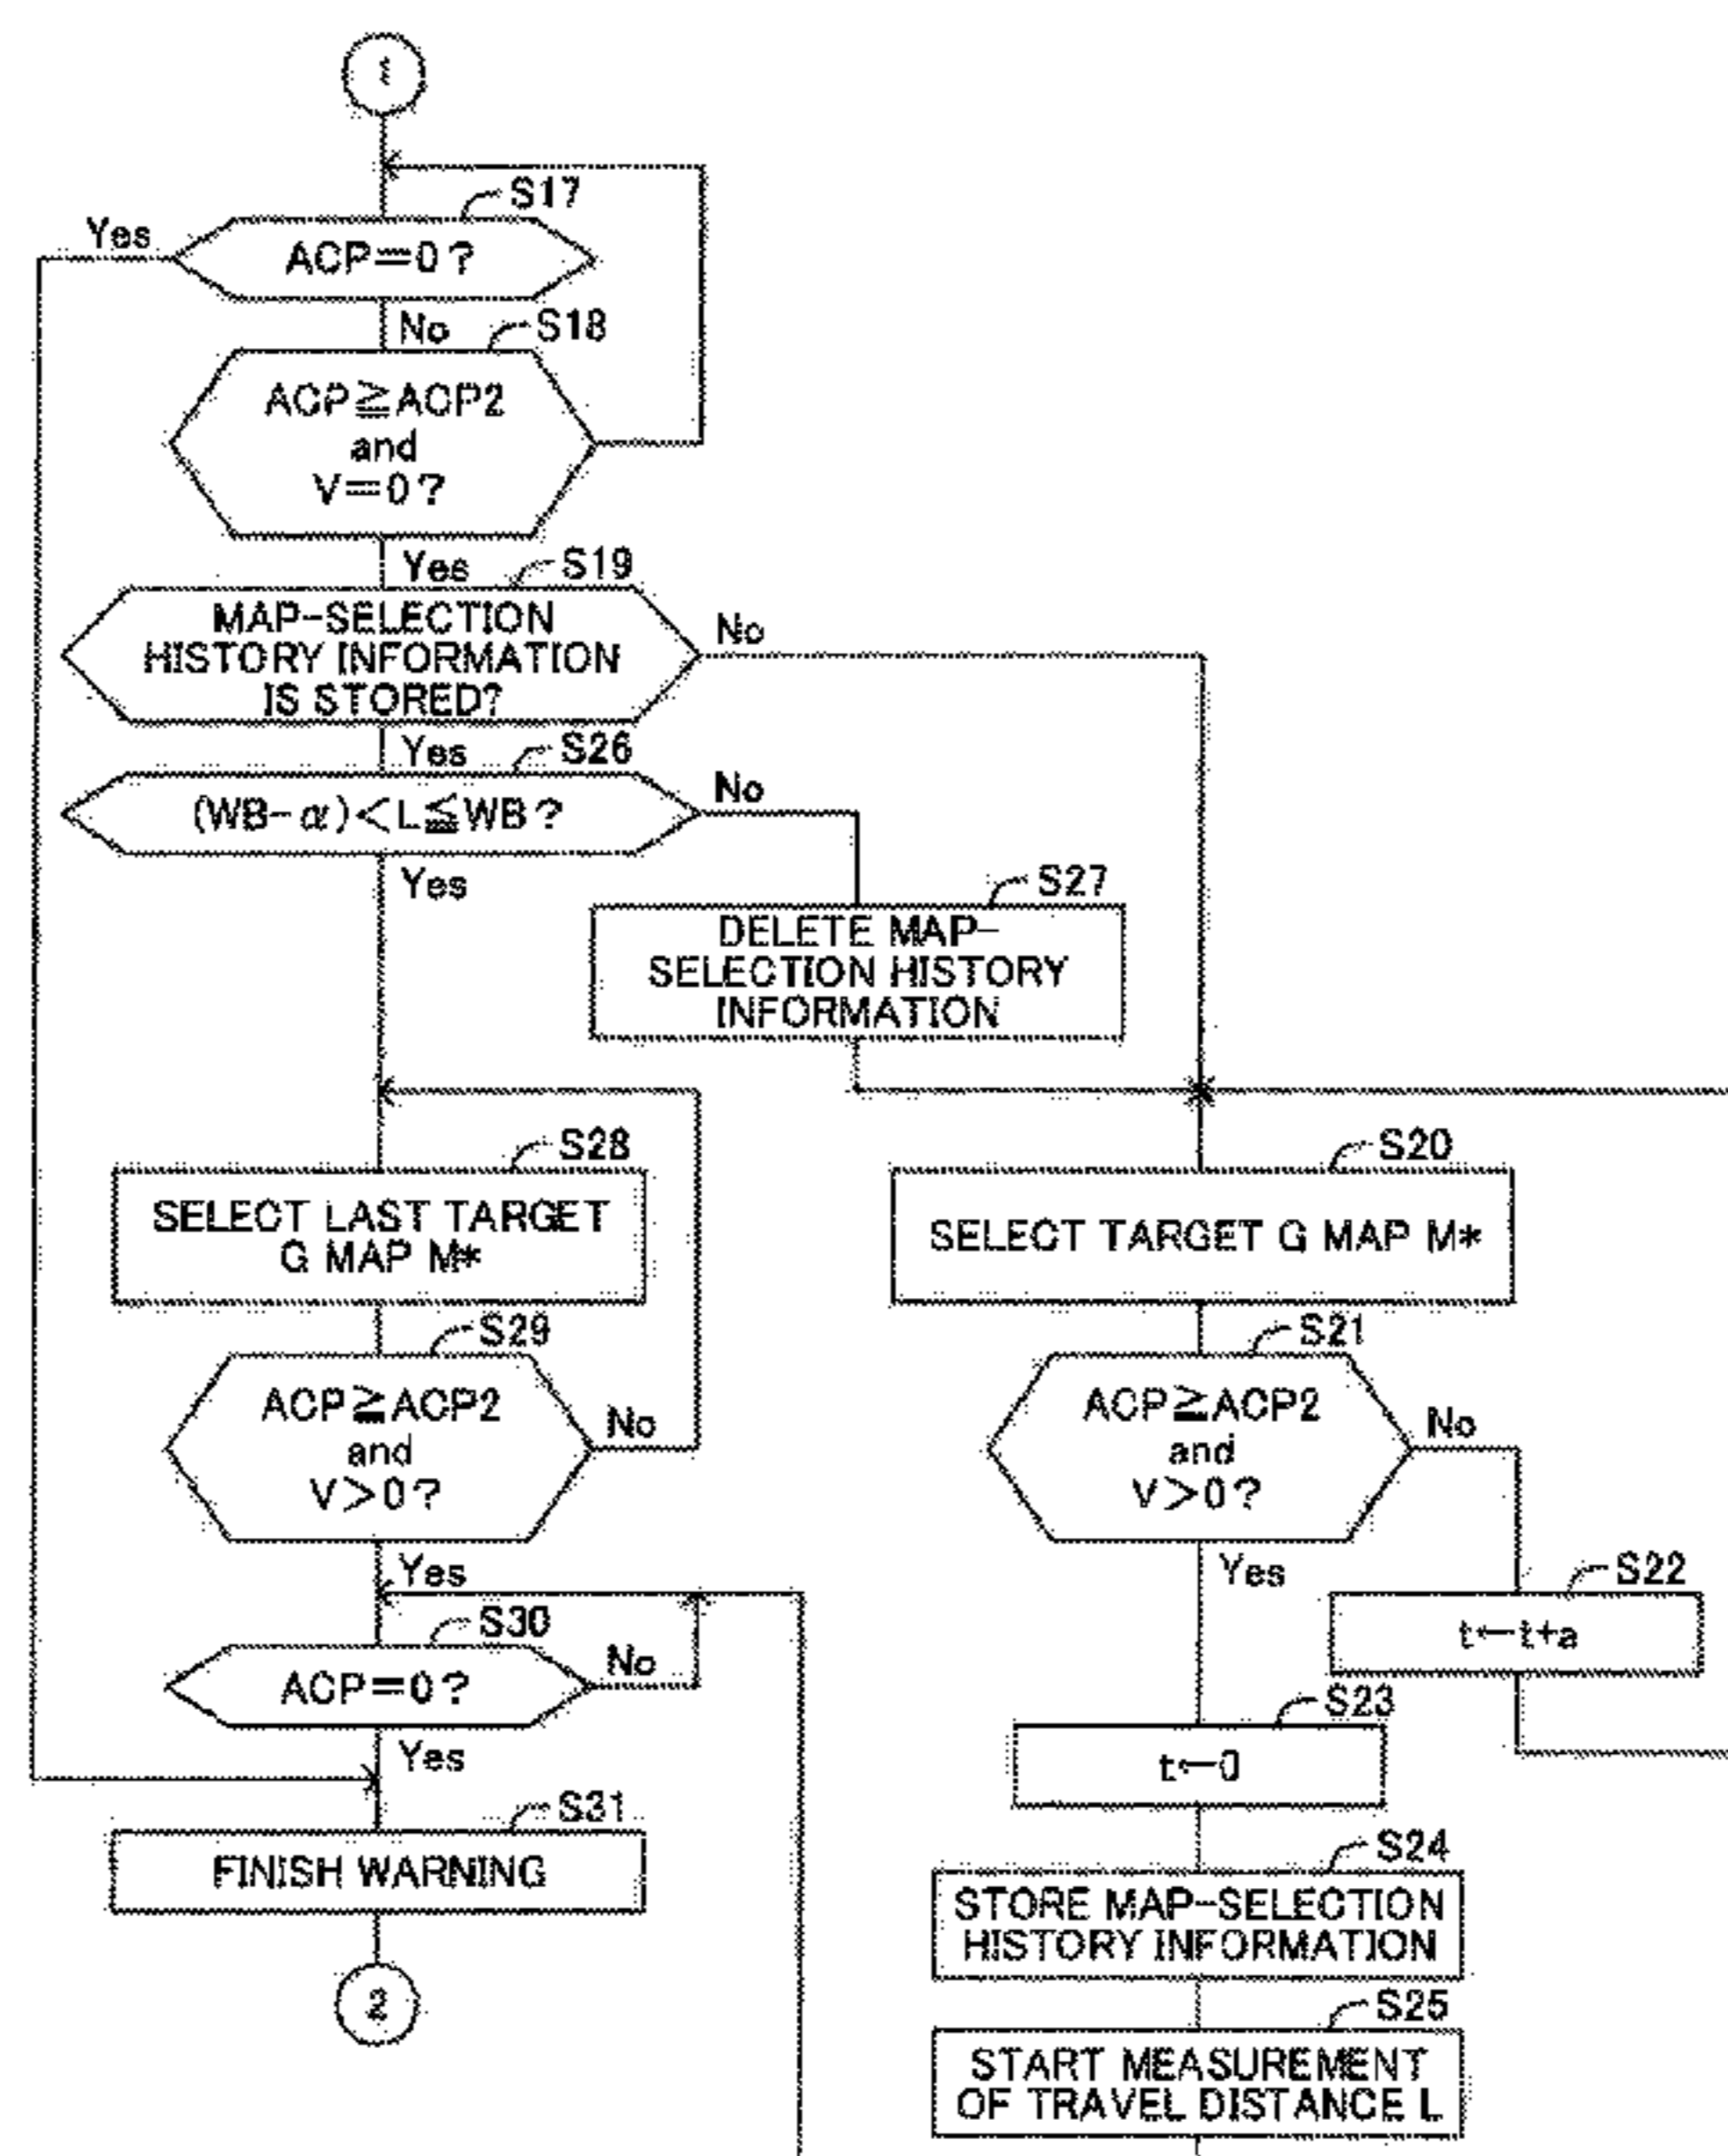 1
S17
Yes
ACP=0?
No
S18
ACP≧ACP2
and
V=0?
Yes
S19
MAP-SELECTION
HISTORY INFORMATION
IS STORED?
No
Yes
S26
(WB-α)<L≦WB?
No
Yes
S27
DELETE MAP-
SELECTION HISTORY
INFORMATION
S28
SELECT LAST TARGET
G MAP M*
S20
SELECT TARGET G MAP M*
S29
ACP≧ACP2
and
V>0?
No
Yes
S21
ACP≧ACP2
and
V>0?
No
Yes
S22
t←t+a
S30
ACP=0?
No
Yes
S23
t←0
S31
FINISH WARNING
S24
STORE MAP-SELECTION
HISTORY INFORMATION
2
S25
START MEASUREMENT
OF TRAVEL DISTANCE L